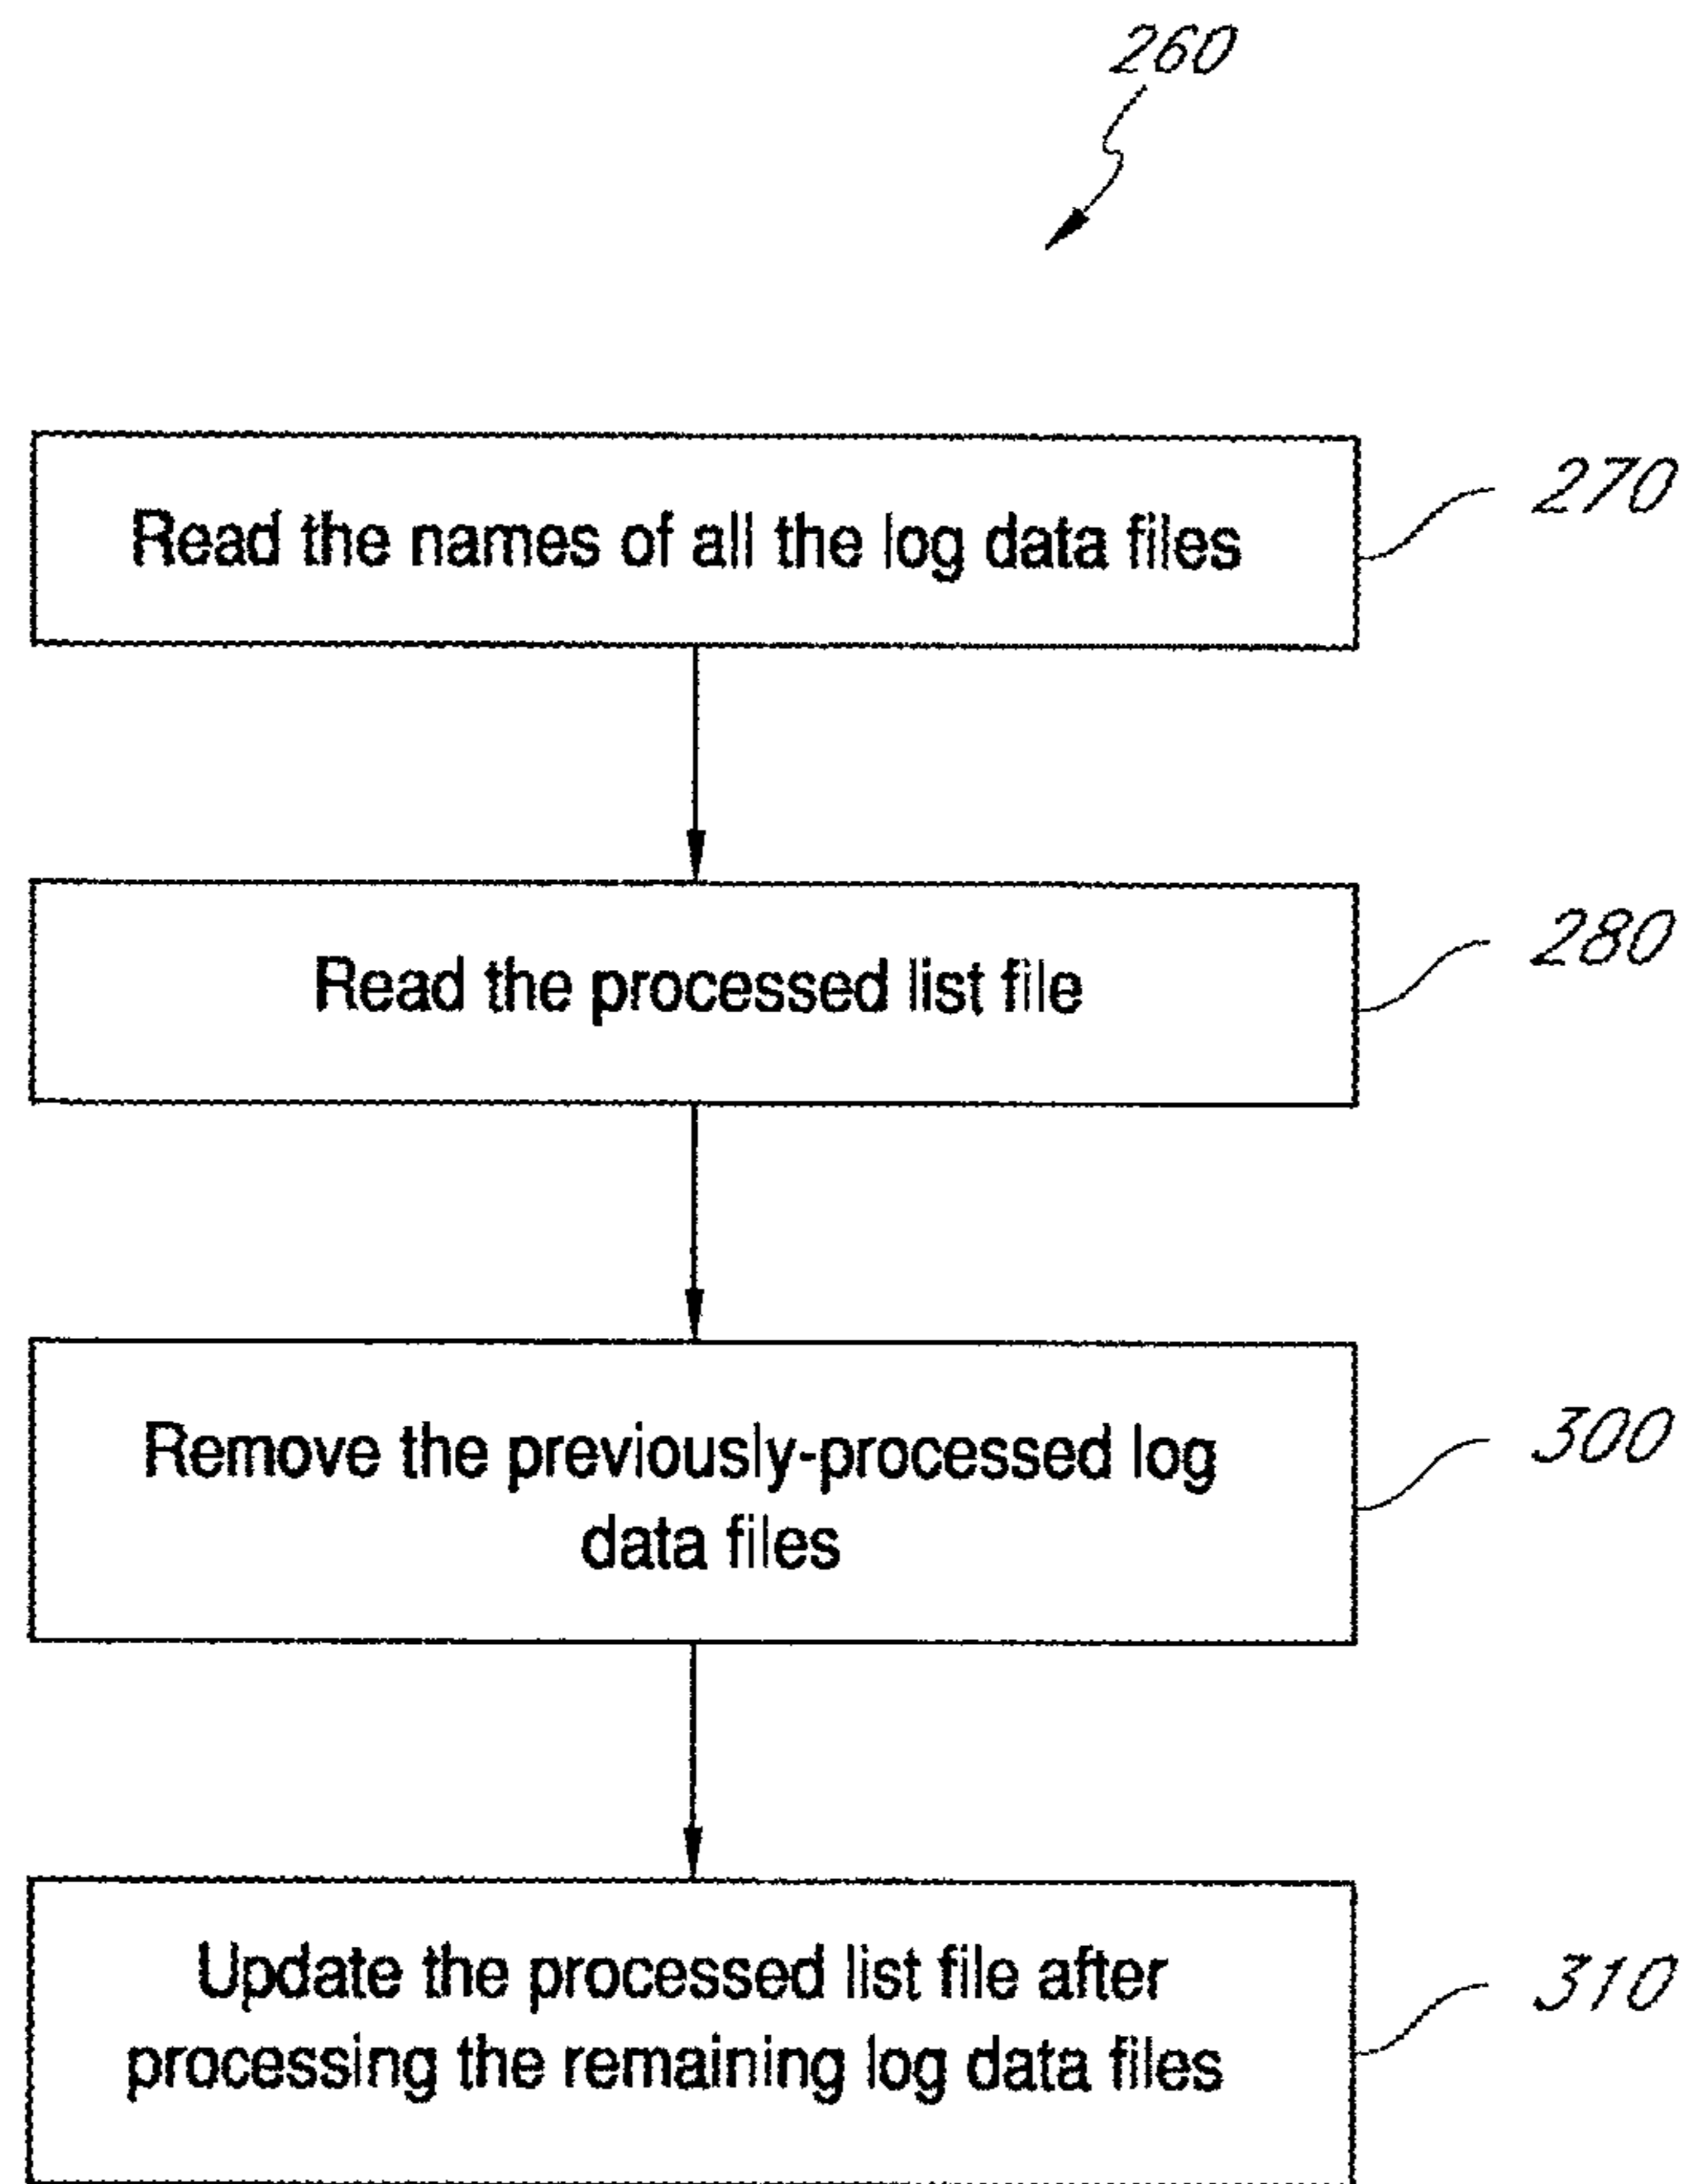 260
Read the names of all the log data files
270
Read the processed list file
280
Remove the previously-processed log
data files
300
Update the processed list file after
processing the remaining log data files
310